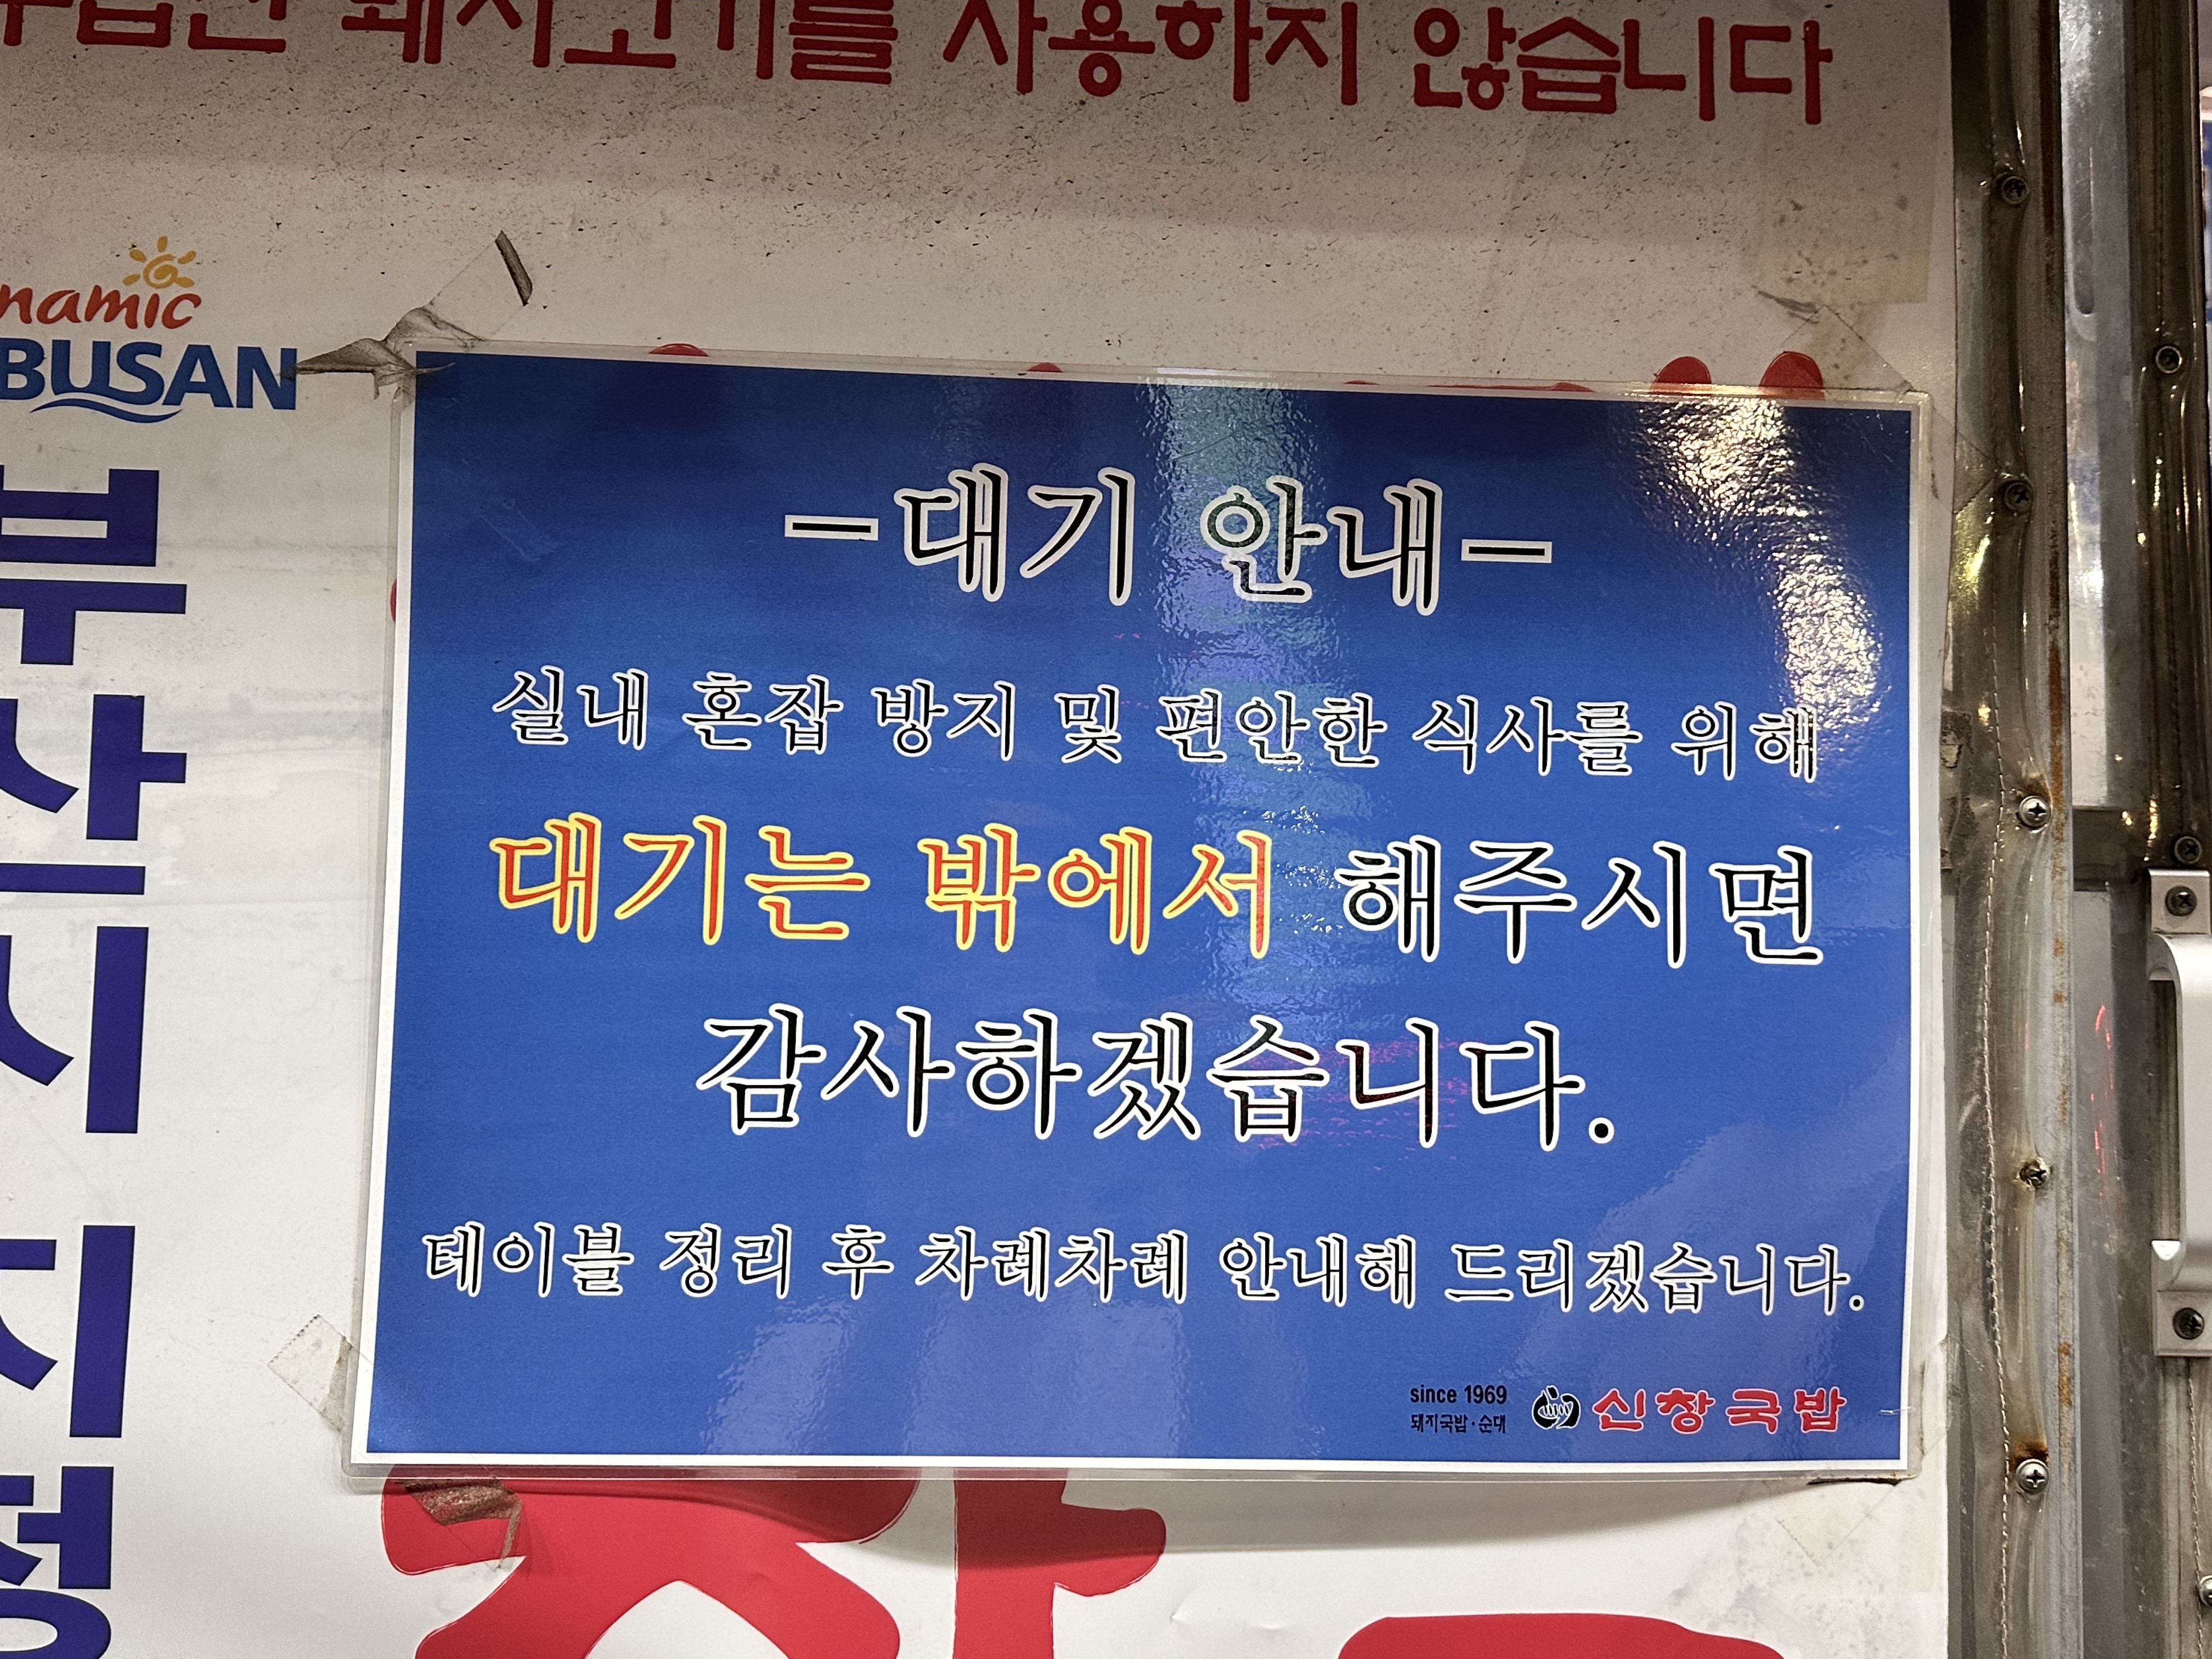 돼지고기를 사용하지 않습니다
namic
BUSAN
부산시 지정
-대기 안내-
실내 혼잡 방지 및 편안한 식사를 위해
대기는 밖에서 해주시면
감사하겠습니다.
테이블 정리 후 차례차례 안내해 드리겠습니다.
since 1969
돼지국밥·순대
신창국밥